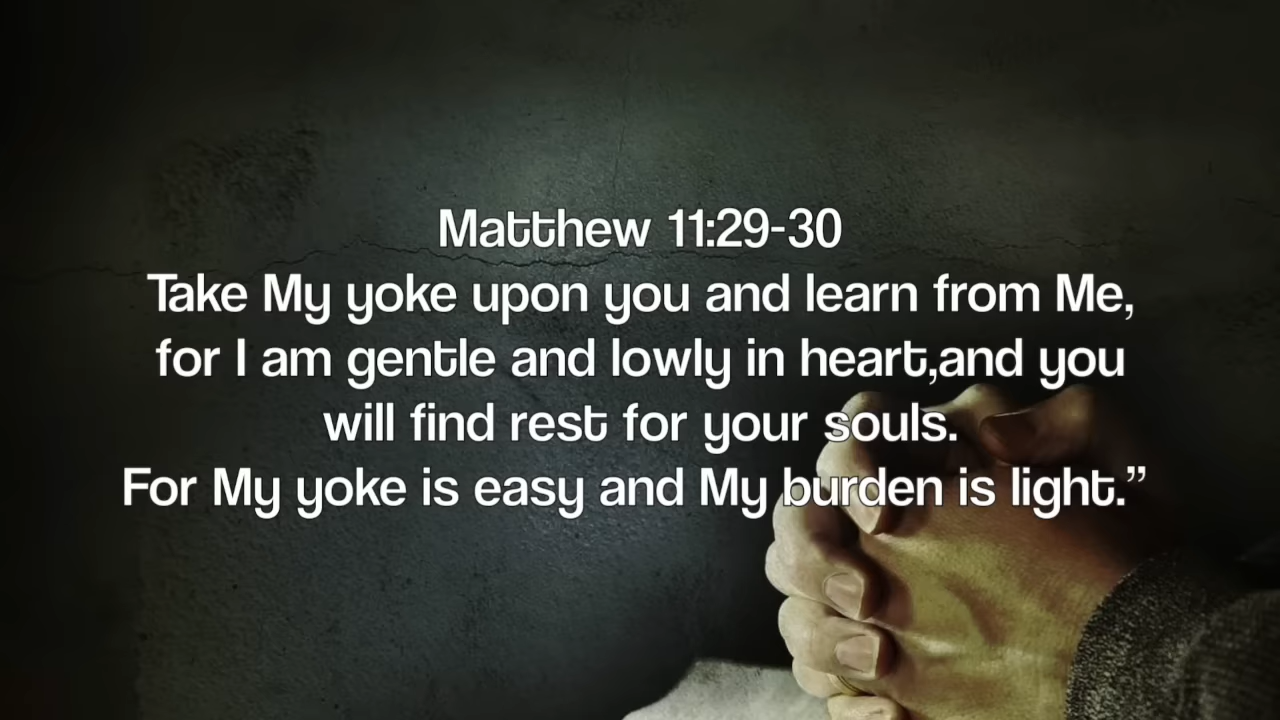 Matthew 11:29-30
Take My yoke upon you and learn from Me,
for I am gentle and lowly in heart,and you
will find rest for your souls.
For My yoke is easy and My burden is light.”